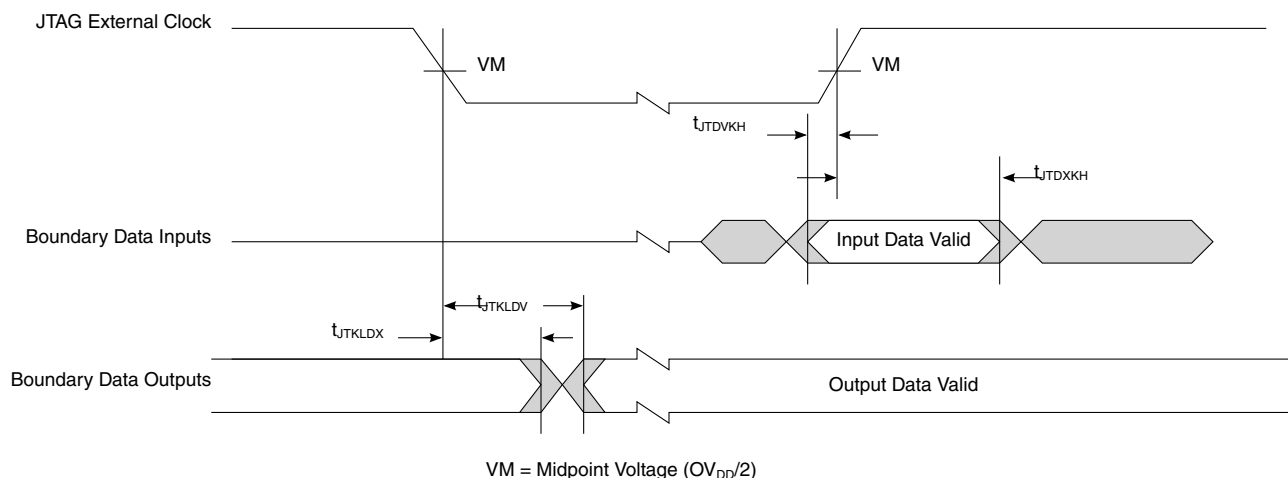 JTAG External Clock
VM
VM
tJTDVKH
tJTDXKH
Boundary Data Inputs
Input Data Valid
tJTKLDV
tJTKLDX
Boundary Data Outputs
Output Data Valid
VM = Midpoint Voltage (OVDD/2)